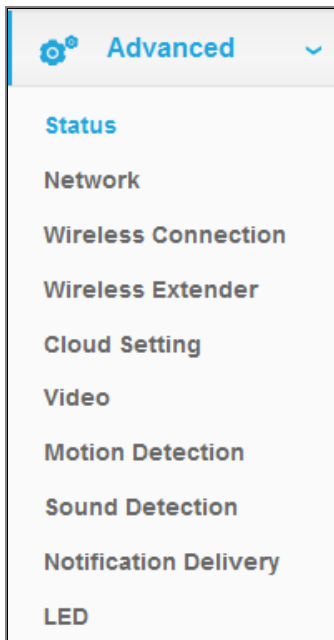 Advanced
Status
Network
Wireless Connection
Wireless Extender
Cloud Setting
Video
Motion Detection
Sound Detection
Notification Delivery
LED